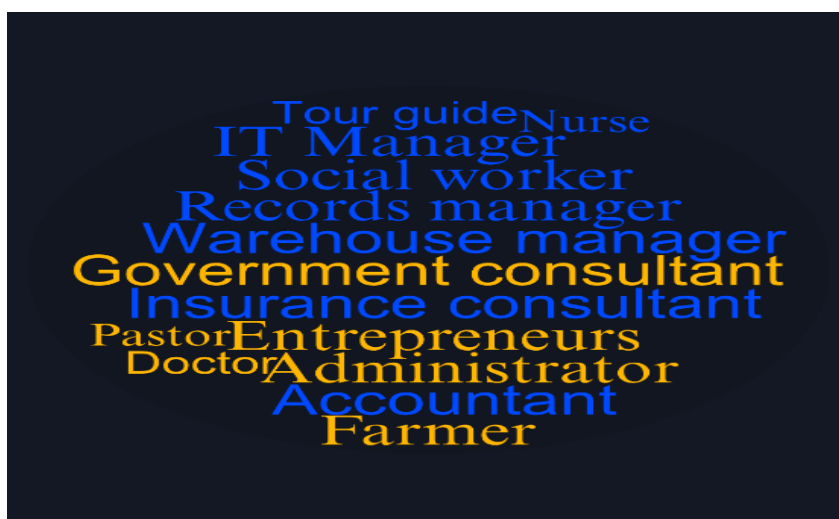 Tour guide Nurse
IT Manager
Social worker
Records manager
Warehouse manager
Government consultant
Insurance consultant
Pastor Entrepreneurs
Doctor Administrator
Accountant
Farmer